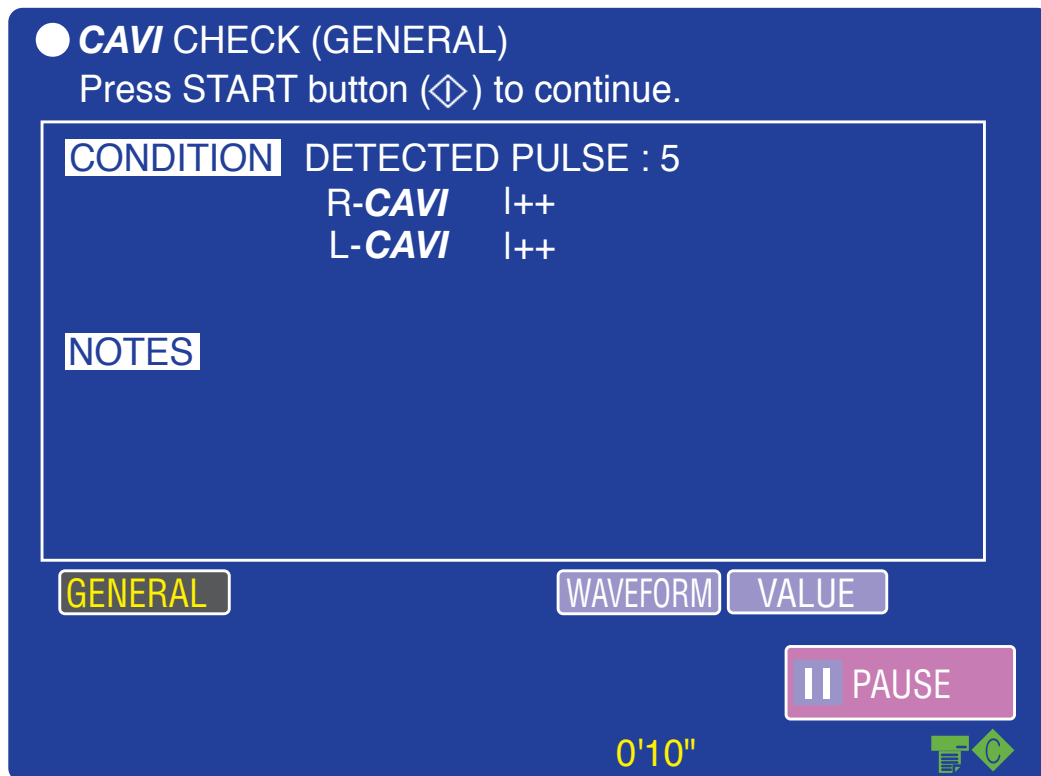 CAVI CHECK (GENERAL)
Press START button (◇) to continue.
CONDITION DETECTED PULSE : 5
R-CAVI |++
L-CAVI |++
NOTES
GENERAL WAVEFORM VALUE
PAUSE
0'10"
C